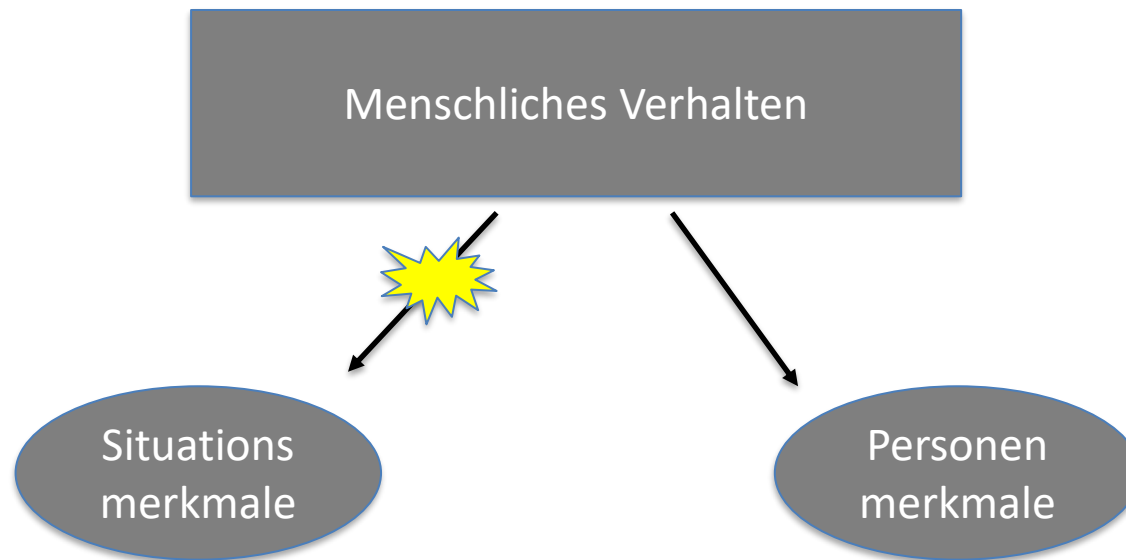 Menschliches Verhalten
Situations
merkmale
Personen
merkmale